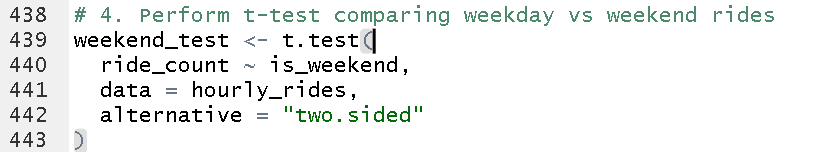 438 # 4. Perform t-test comparing weekday vs weekend rides
439 weekend_test <- t.test(
440   ride_count ~ is_weekend,
441   data = hourly_rides,
442   alternative = "two.sided"
443 )